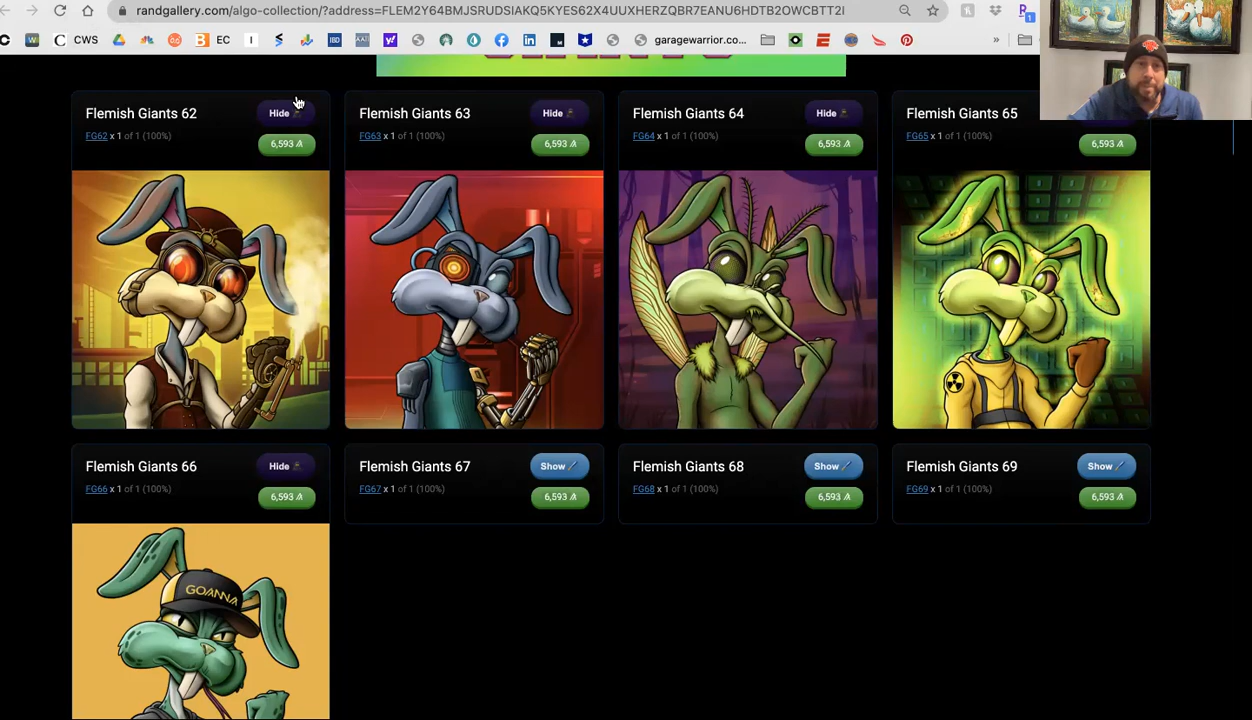 randgallery.com/algo-collection/?address=FLEM2Y64BMJSRUDSIAKQ5KYES62X4UUXHERZQBR7EANU6HDTB2OWCBTT2I
CWS
EC
garagewarrior.co...
»
Flemish Giants 62
Hide
FG62 x 1 of 1 (100%)
6,593
Flemish Giants 63
Hide
FG63 x 1 of 1 (100%)
6,593
Flemish Giants 64
Hide
FG64 x 1 of 1 (100%)
6,593
Flemish Giants 65
FG65 x 1 of 1 (100%)
6,593
Flemish Giants 66
Hide
FG66 x 1 of 1 (100%)
6,593
Flemish Giants 67
Show
FG67 x 1 of 1 (100%)
6,593
Flemish Giants 68
Show
FG68 x 1 of 1 (100%)
6,593
Flemish Giants 69
Show
FG69 x 1 of 1 (100%)
6,593
GOANNA